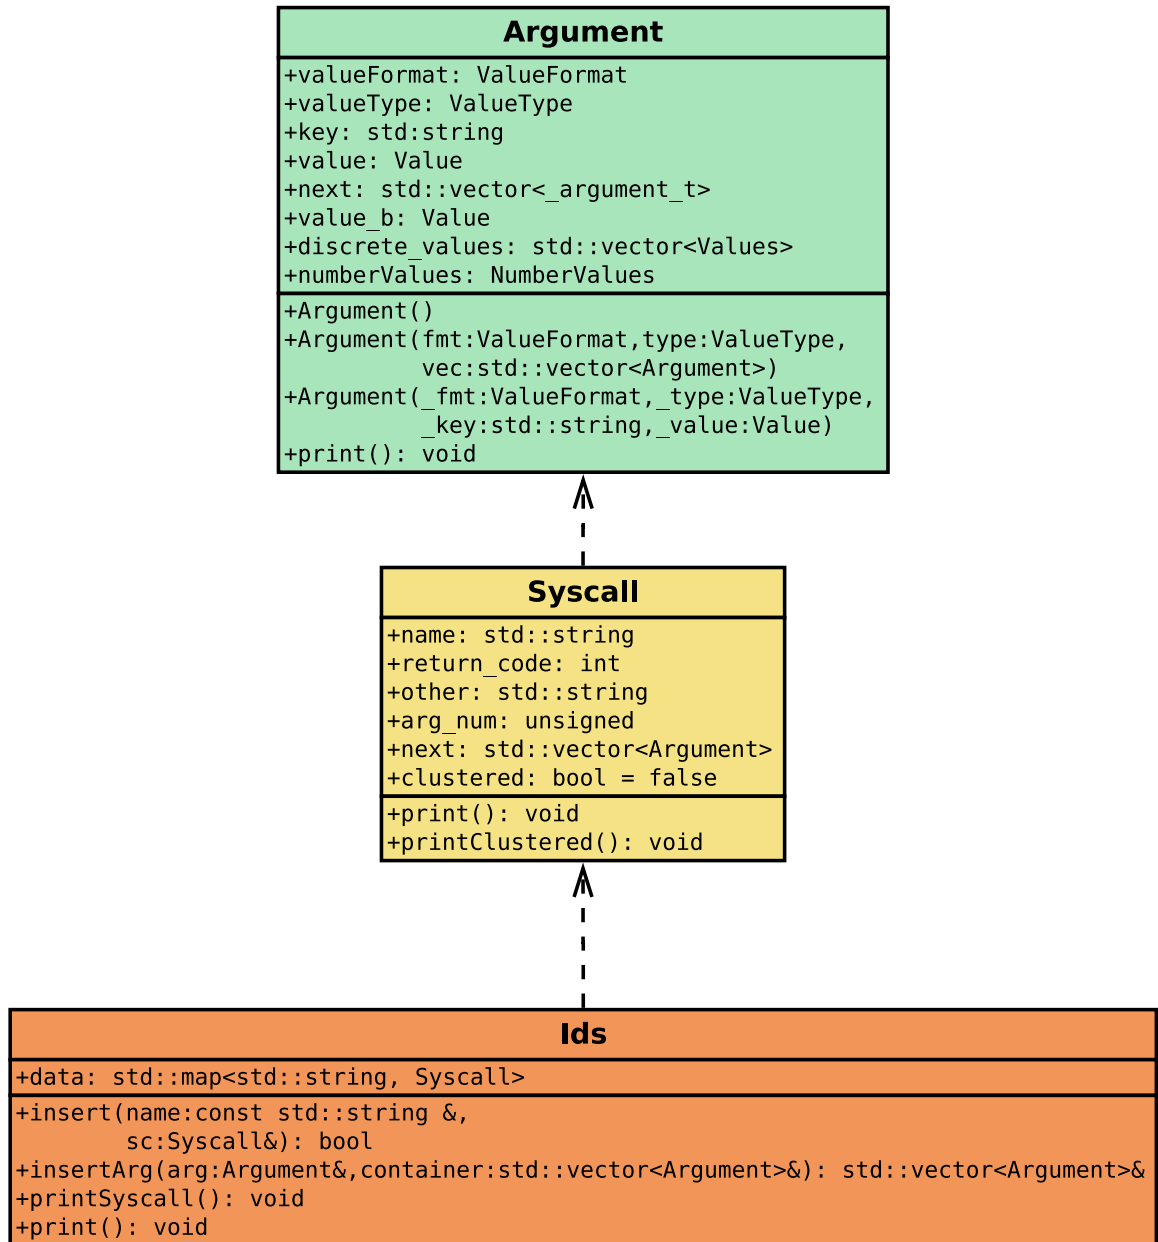 Argument
+valueFormat: ValueFormat
+valueType: ValueType
+key: std:string
+value: Value
+next: std::vector<_argument_t>
+value_b: Value
+discrete_values: std::vector<Values>
+numberValues: NumberValues
+Argument()
+Argument(fmt:ValueFormat,type:ValueType,
vec:std::vector<Argument>)
+Argument(_fmt:ValueFormat,_type:ValueType,
_key:std::string,_value:Value)
+print(): void
Syscall
+name: std::string
+return_code: int
+other: std::string
+arg_num: unsigned
+next: std::vector<Argument>
+clustered: bool = false
+print(): void
+printClustered(): void
Ids
+data: std::map<std::string, Syscall>
+insert(name:const std::string &,
sc:Syscall&): bool
+insertArg(arg:Argument&,container:std::vector<Argument>&): std::vector<Argument>&
+printSyscall(): void
+print(): void